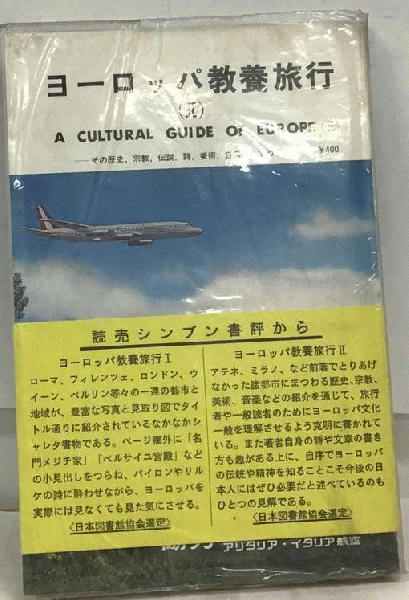 ヨーロッパ教養旅行
(Ⅱ)
A CULTURAL GUIDE OF EUROPE
──その歴史、宗教、伝説、詩、美術、音
¥400
読売シンブン書評から
ヨーロッパ教養旅行Ⅰ
ローマ、フィレンツェ、ロンドン、ウ
ィーン、ベルリン等々の一連の都市と
地域が、豊富な写真と見取り図でタイ
トル通りに紹介されているなかなかシ
ャレタ書物である。ページ欄外に「名
門メジチ家」「ベルサイユ宮殿」など
の小見出しをつらね、バイロンやリル
ケの詩に酔わせながら、ヨーロッパを
実際には見なくても見た気にさせる。
〈日本図書館協会選定〉
ヨーロッパ教養旅行Ⅱ
アテネ、ミラノ、など前著でとりあげ
なかった諸都市にまつわる歴史、宗教、
美術、音楽などの紹介を通じて、旅行
者や一般読者のためにヨーロッパ文化
一般を理解させるよう克明に書かれて
いる。また著者自身の詩や文章の書き
方も趣がある上に、自序でヨーロッパ
の伝統や精神を知ることこそ今後の日
本人にはぜひ必要だと述べているのも
ひとつの見解である。
〈日本図書館協会選定〉
アリタリア・イタリア航空